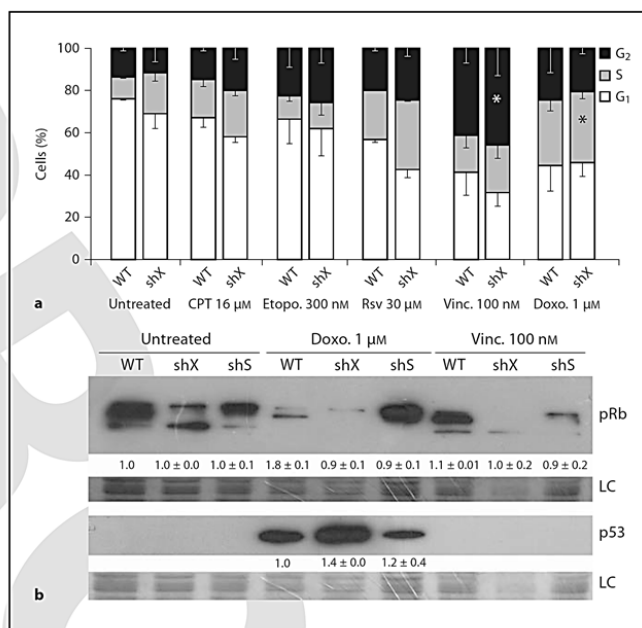 100
80
60
40
20
0
Cells (%)
G2
S
G1
*
*
WT shX WT shX WT shX WT shX WT shX WT shX
Untreated CPT 16 µM Etopo. 300 nM Rsv 30 µM Vinc. 100 nM Doxo. 1 µM
a
Untreated Doxo. 1 µM Vinc. 100 nM
WT shX shS WT shX shS WT shX shS
pRb
1.0 1.0 ± 0.0 1.0 ± 0.1 1.8 ± 0.1 0.9 ± 0.1 0.9 ± 0.1 1.1 ± 0.01 1.0 ± 0.2 0.9 ± 0.2
LC
p53
1.0 1.4 ± 0.0 1.2 ± 0.4
b
LC